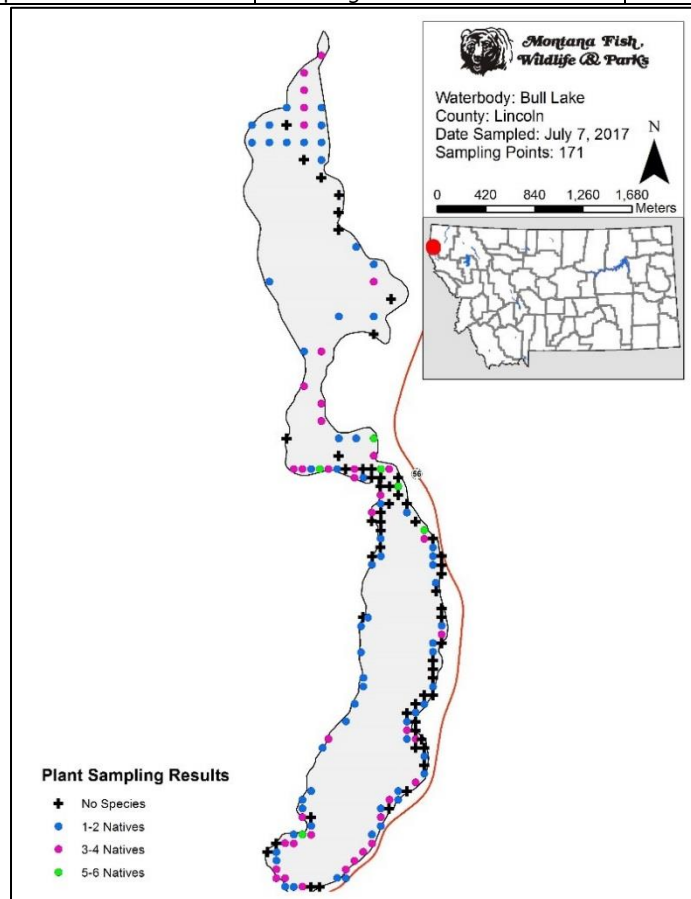 Montana Fish,
Wildlife & Parks
Waterbody: Bull Lake
County: Lincoln
Date Sampled: July 7, 2017
Sampling Points: 171
N
0 420 840 1,260 1,680
Meters
56
Plant Sampling Results
No Species
1-2 Natives
3-4 Natives
5-6 Natives